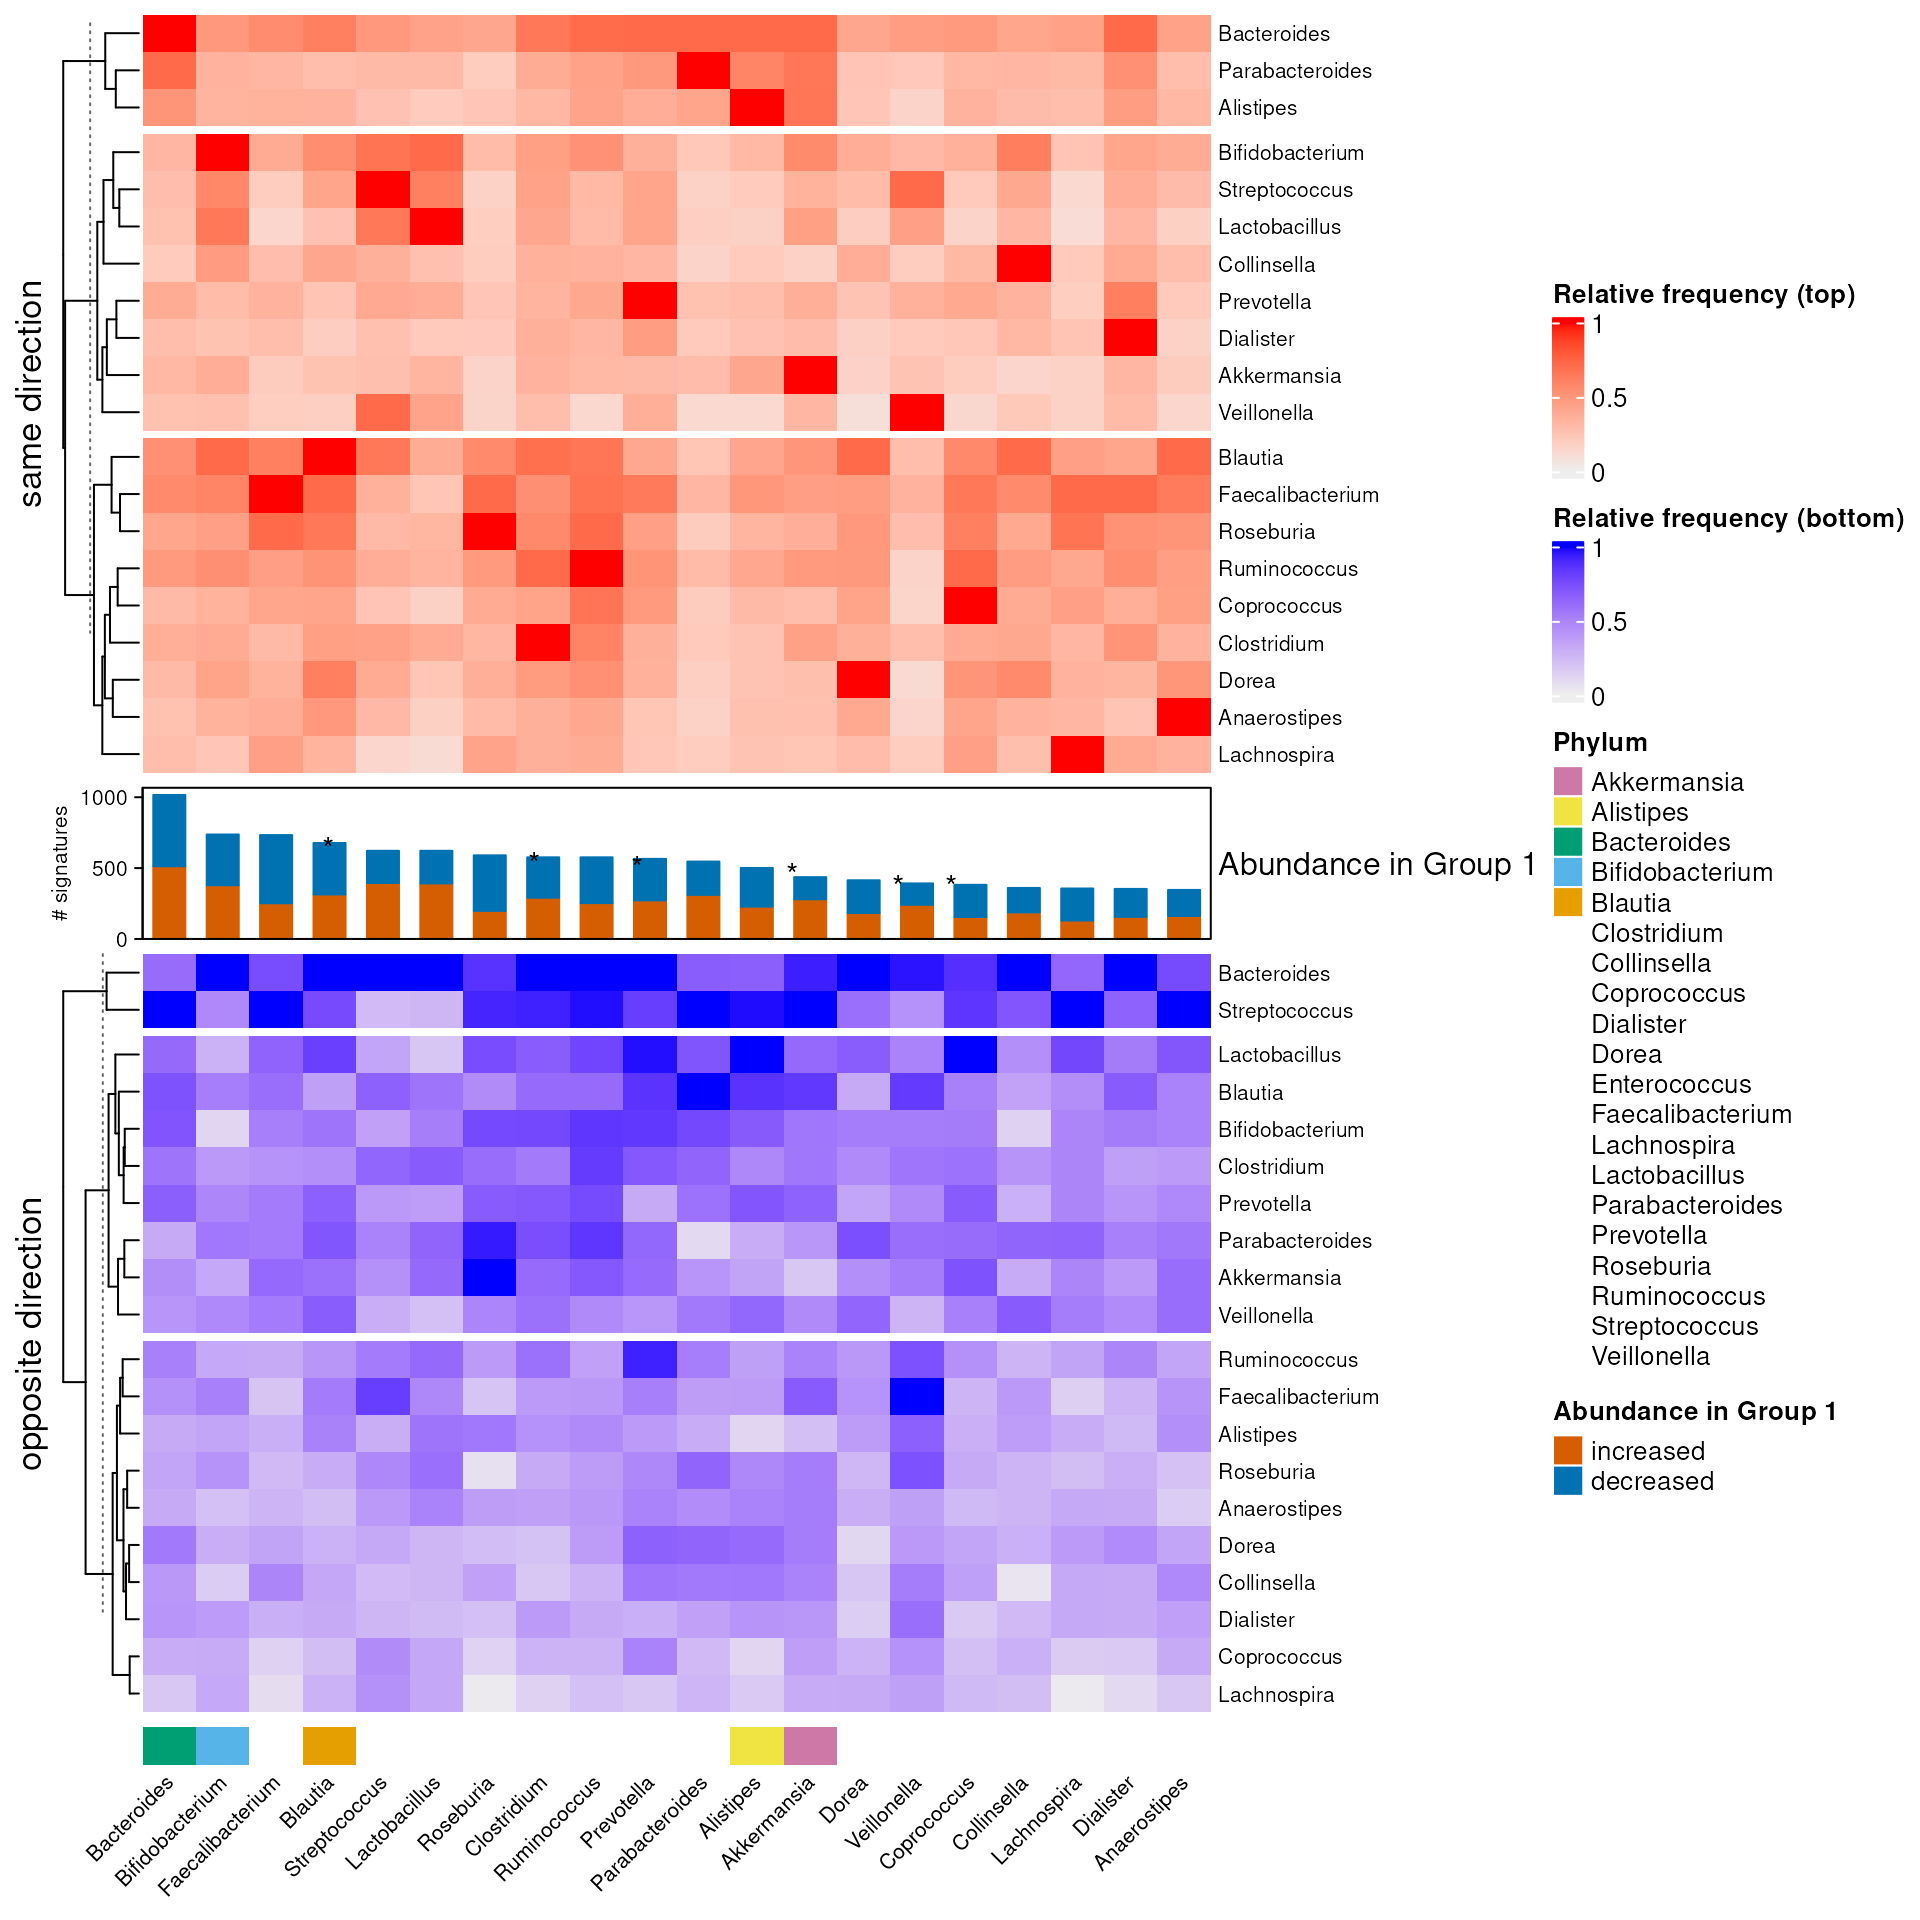 same direction
Bacteroides
Parabacteroides
Alistipes
Bifidobacterium
Streptococcus
Lactobacillus
Collinsella
Prevotella
Dialister
Akkermansia
Veillonella
Blautia
Faecalibacterium
Roseburia
Ruminococcus
Coprococcus
Clostridium
Dorea
Anaerostipes
Lachnospira
# signatures
1000
500
0
* * * * * *
Abundance in Group 1
opposite direction
Bacteroides
Streptococcus
Lactobacillus
Blautia
Bifidobacterium
Clostridium
Prevotella
Parabacteroides
Akkermansia
Veillonella
Ruminococcus
Faecalibacterium
Alistipes
Roseburia
Anaerostipes
Dorea
Collinsella
Dialister
Coprococcus
Lachnospira
Bacteroides
Bifidobacterium
Faecalibacterium
Blautia
Streptococcus
Lactobacillus
Roseburia
Clostridium
Ruminococcus
Prevotella
Parabacteroides
Alistipes
Akkermansia
Dorea
Veillonella
Coprococcus
Collinsella
Lachnospira
Dialister
Anaerostipes
Relative frequency (top)
1
0.5
0
Relative frequency (bottom)
1
0.5
0
Phylum
Akkermansia
Alistipes
Bacteroides
Bifidobacterium
Blautia
Clostridium
Collinsella
Coprococcus
Dialister
Dorea
Enterococcus
Faecalibacterium
Lachnospira
Lactobacillus
Parabacteroides
Prevotella
Roseburia
Ruminococcus
Streptococcus
Veillonella
Abundance in Group 1
increased
decreased